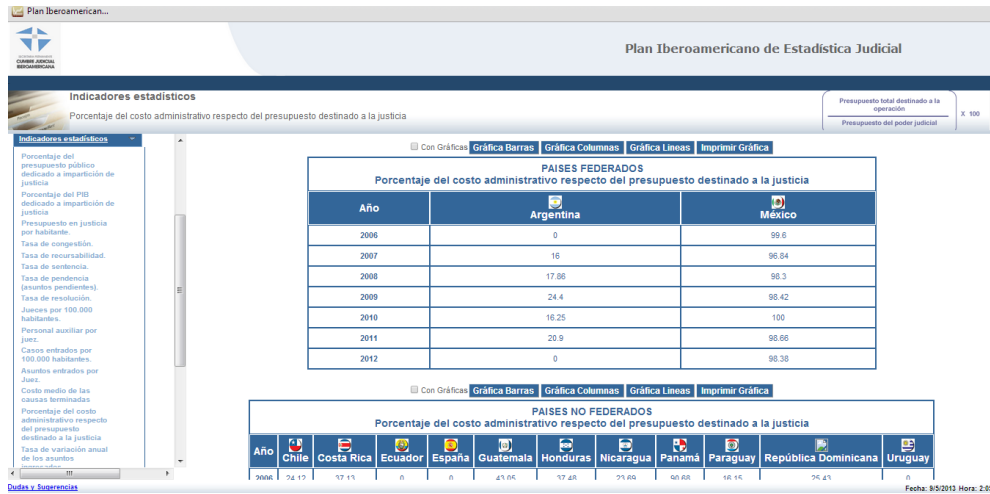 Plan Iberoamerican...
CUMBRE JUDICIAL
IBEROAMERICANA
Plan Iberoamericano de Estadística Judicial
Indicadores estadísticos
Porcentaje del costo administrativo respecto del presupuesto destinado a la justicia
Presupuesto total destinado a la
operación
Presupuesto del poder judicial
X 100
Indicadores estadísticos
Porcentaje del
presupuesto público
dedicado a impartición de
justicia
Porcentaje del PIB
dedicado a impartición de
justicia
Presupuesto en justicia
por habitante.
Tasa de congestión.
Tasa de recursabilidad.
Tasa de sentencia.
Tasa de pendencia
(asuntos pendientes).
Tasa de resolución.
Jueces por 100.000
habitantes.
Personal auxiliar por
juez.
Casos entrados por
100.000 habitantes.
Asuntos entrados por
Juez.
Costo medio de las
causas terminadas
Porcentaje del costo
administrativo respecto
del presupuesto
destinado a la justicia
Tasa de variación anual
de los asuntos
ingresados
Con Gráficas Gráfica Barras Gráfica Columnas Gráfica Lineas Imprimir Gráfica
PAISES FEDERADOS
Porcentaje del costo administrativo respecto del presupuesto destinado a la justicia
Año Argentina México
2006 0 99.6
2007 16 96.84
2008 17.86 98.3
2009 24.4 98.42
2010 16.25 100
2011 20.9 98.66
2012 0 98.38
Con Gráficas Gráfica Barras Gráfica Columnas Gráfica Lineas Imprimir Gráfica
PAISES NO FEDERADOS
Porcentaje del costo administrativo respecto del presupuesto destinado a la justicia
Año Chile Costa Rica Ecuador España Guatemala Honduras Nicaragua Panamá Paraguay República Dominicana Uruguay
2006 24.12 37.13 0 0 43.05 37.48 23.69 90.68 16.15 25.43 0
Dudas y Sugerencias
Fecha: 9/5/2013 Hora: 2:0